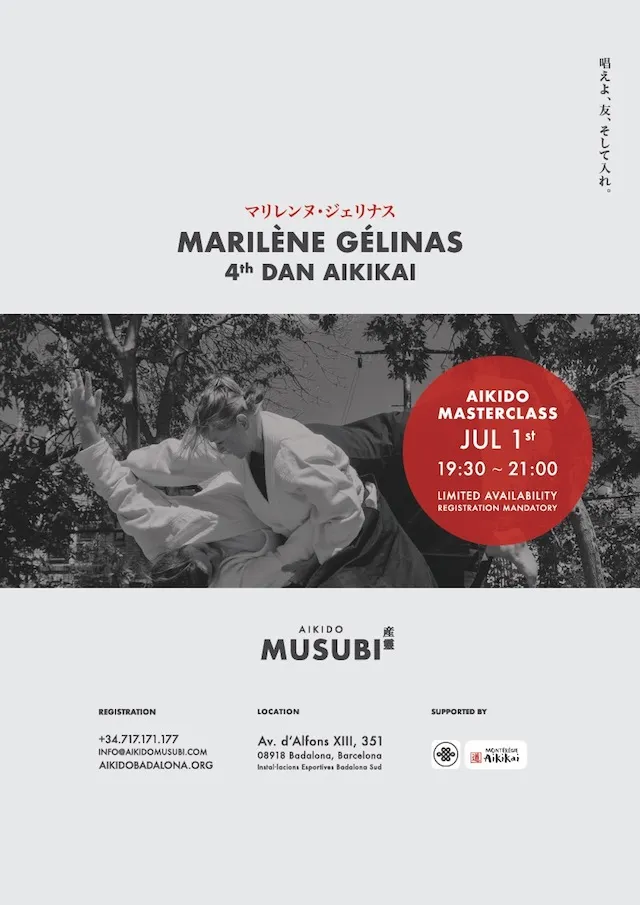 唱えよ、友、そして入れ。
マリレンヌ・ジェリナス
MARILÈNE GÉLINAS
4th DAN AIKIKAI
AIKIDO
MASTERCLASS
JUL 1st
19:30 ~ 21:00
LIMITED AVAILABILITY
REGISTRATION MANDATORY
AIKIDO
MUSUBI 産靈
REGISTRATION
+34.717.171.177
INFO@AIKIDOMUSUBI.COM
AIKIDOBADALONA.ORG
LOCATION
Av. d'Alfons XIII, 351
08918 Badalona, Barcelona
Instal·lacions Esportives Badalona Sud
SUPPORTED BY
道 MONTÉRÉGIE
Aikikai